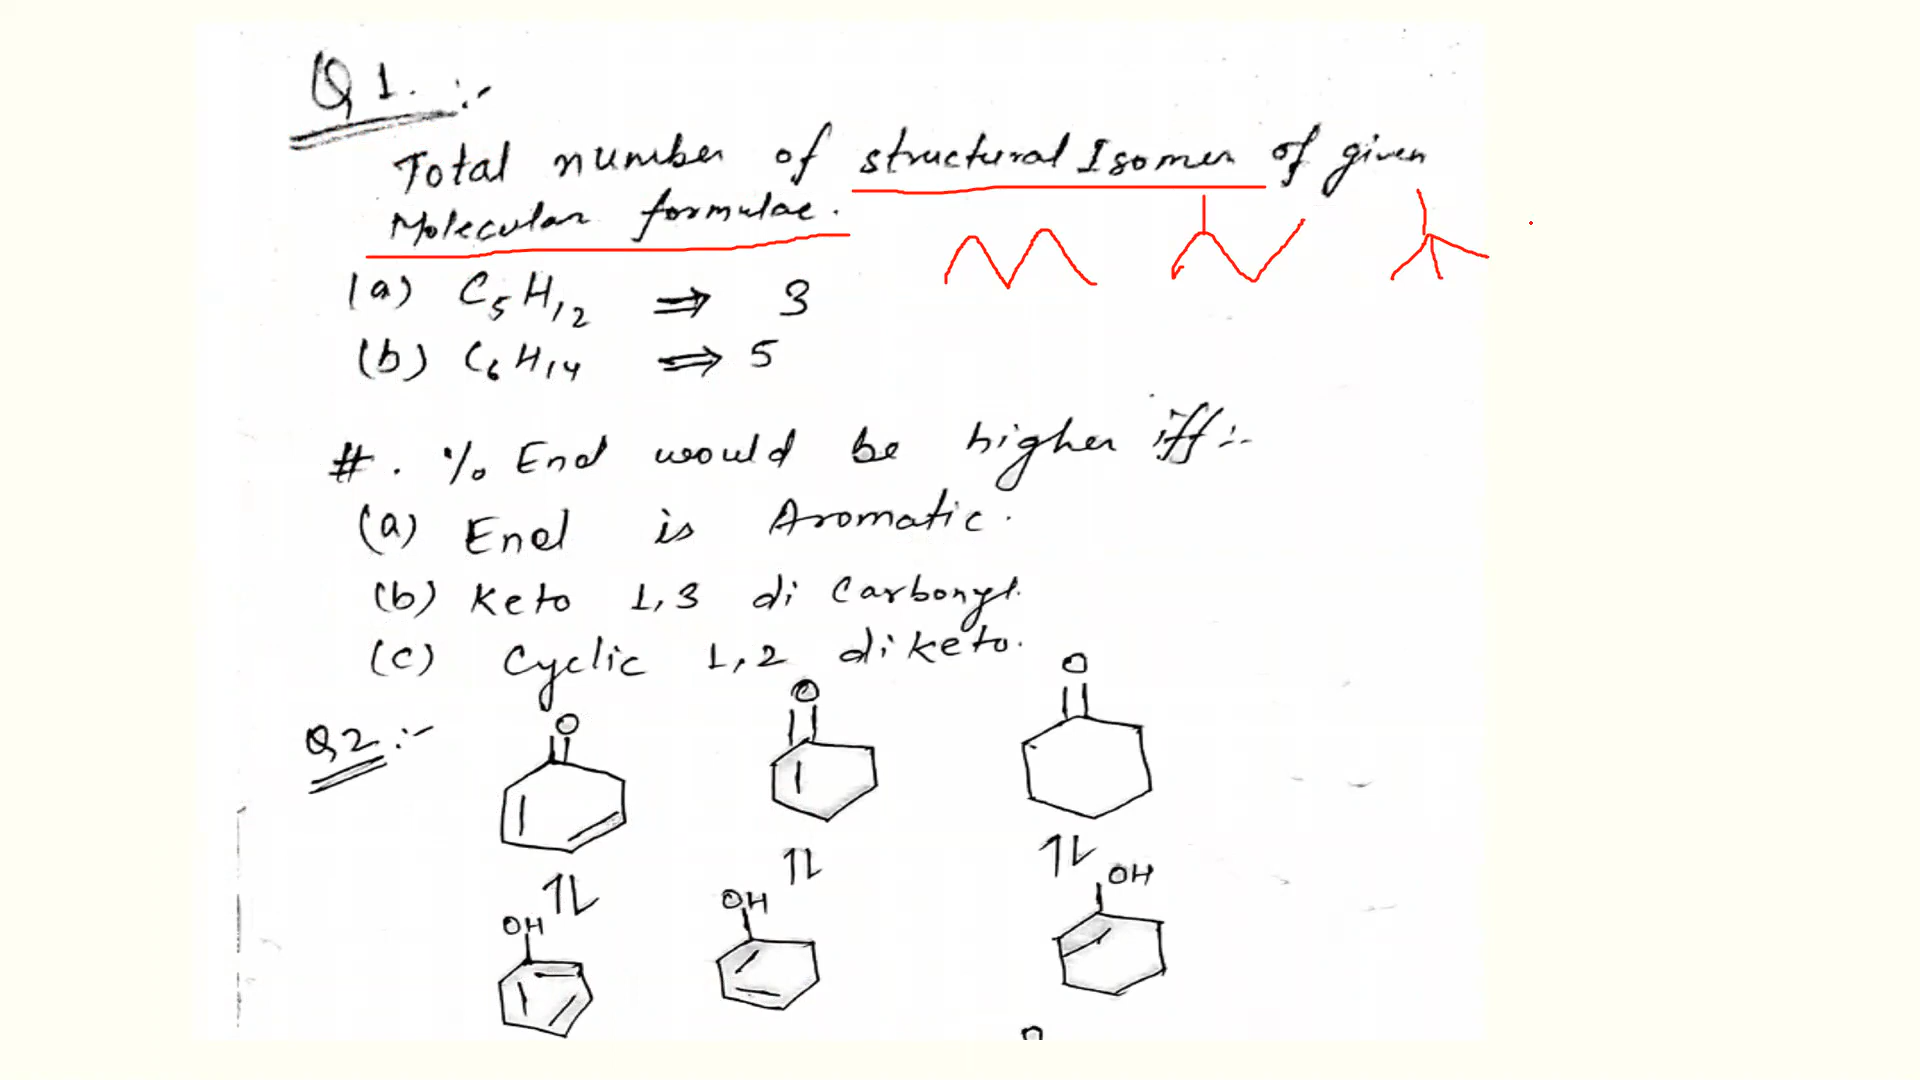 Q1. :-
Total number of structural Isomer of given
Molecular formulae.
(a) C5H12 ⇒ 3
(b) C6H14 ⇒ 5
#. % Enol would be higher iff :-
(a) Enol is Aromatic.
(b) Keto 1,3 di Carbonyl.
(c) Cyclic 1,2 diketo.
Q2 :-
O O O
OH OH OH